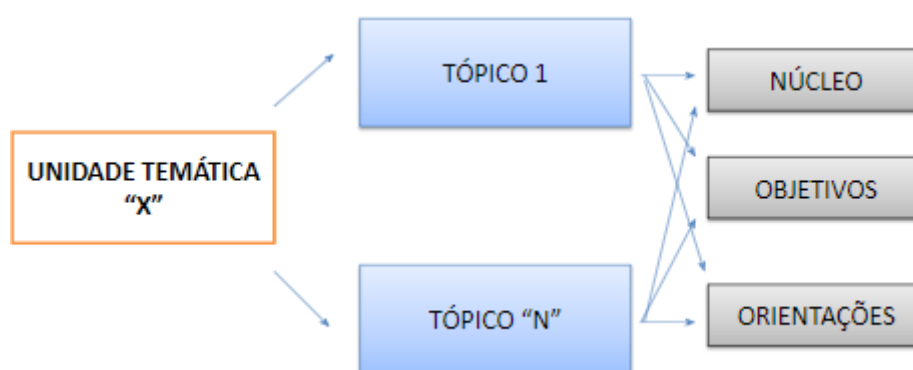 UNIDADE TEMÁTICA
“X”
TÓPICO 1
TÓPICO “N”
NÚCLEO
OBJETIVOS
ORIENTAÇÕES